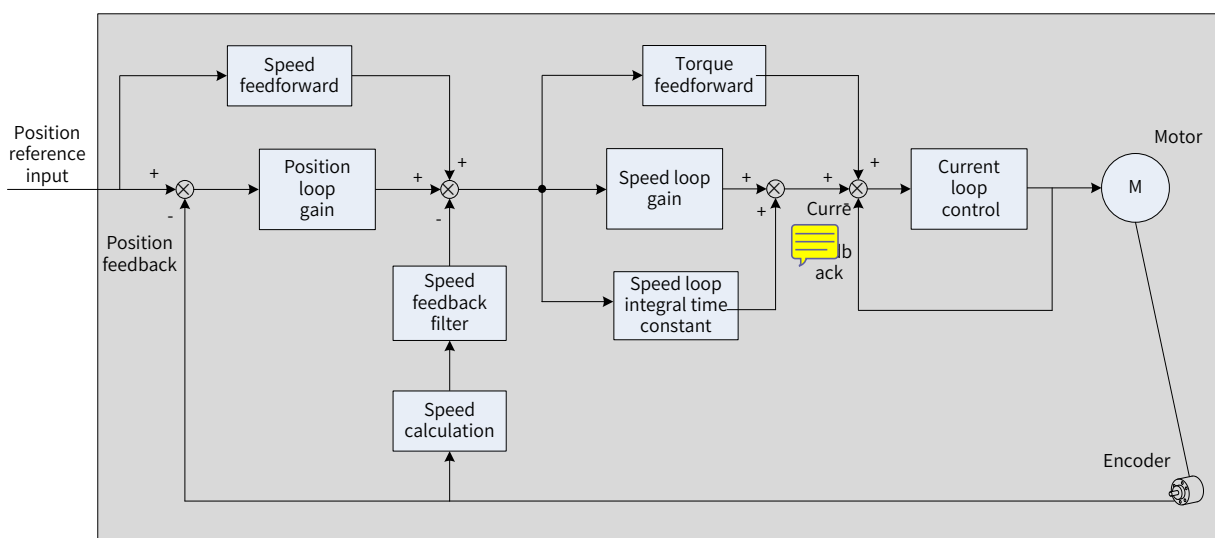 Speed
feedforward
Torque
feedforward
Position
reference
input
+
+
+
Motor
Position
loop
gain
+
Speed loop
gain
+
+
+
Current
loop
control
M
-
-
Curre
-
Position
feedback
ack
Speed
feedback
filter
Speed loop
integral time
constant
Speed
calculation
Encoder